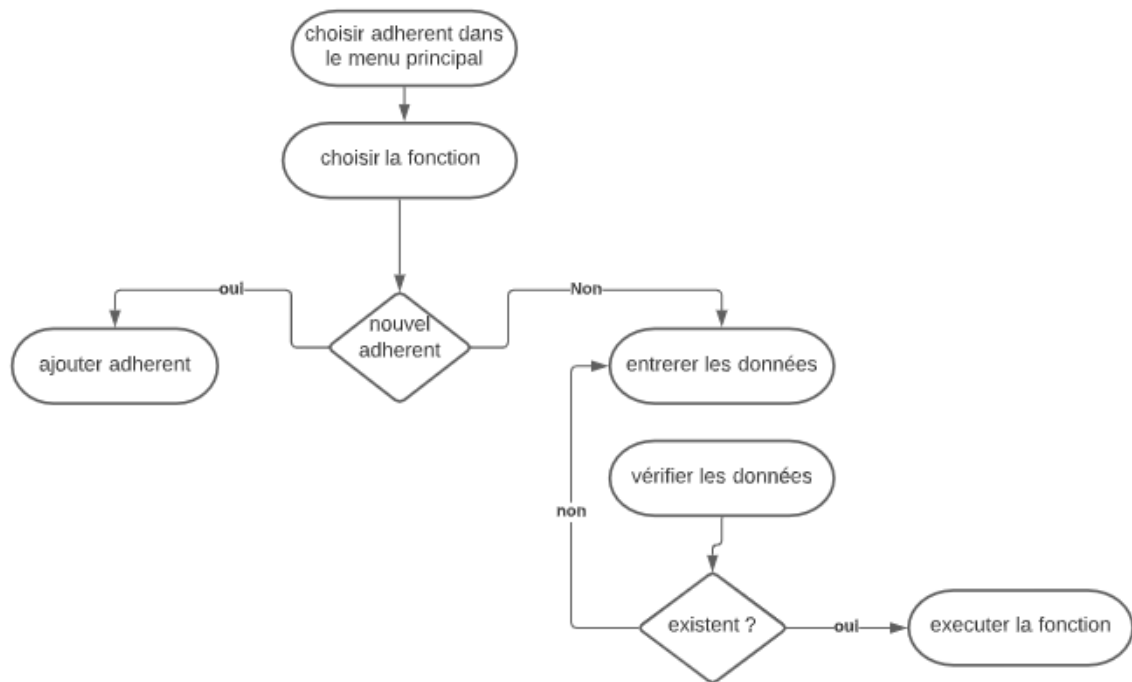 choisir adherent dans
le menu principal
choisir la fonction
oui
Non
nouvel
adherent
ajouter adherent
entrerer les données
vérifier les données
non
existent ?
oui
executer la fonction